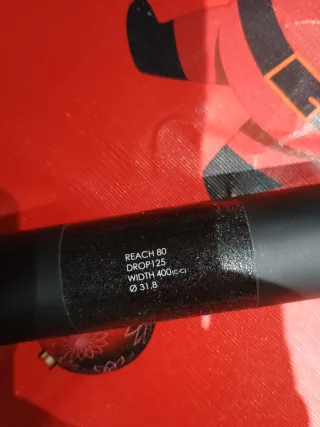 REACH 80
DROP125
WIDTH 400(C-C)
Ø 31.8